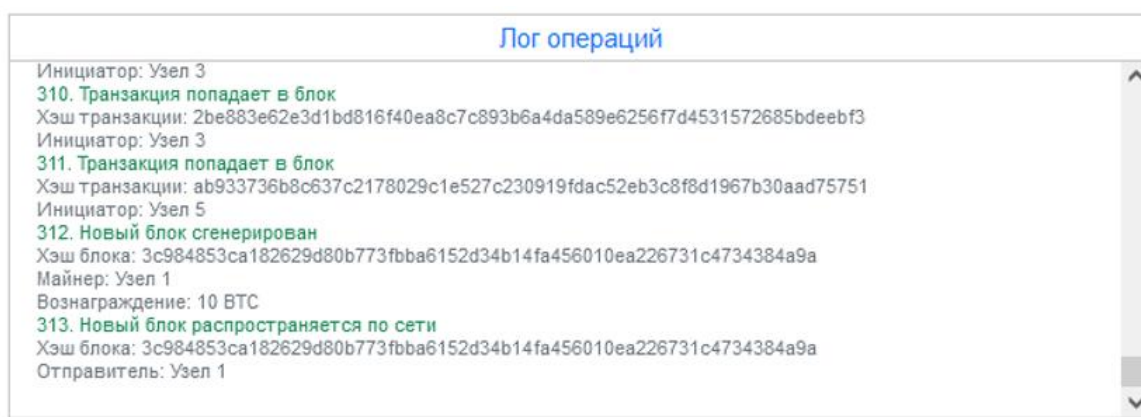 Лог операций
Инициатор: Узел 3
310. Транзакция попадает в блок
Хэш транзакции: 2be883e62e3d1bd816f40ea8c7c893b6a4da589e6256f7d4531572685bdeebf3
Инициатор: Узел 3
311. Транзакция попадает в блок
Хэш транзакции: ab933736b8c637c2178029c1e527c230919fdac52eb3c8f8d1967b30aad75751
Инициатор: Узел 5
312. Новый блок сгенерирован
Хэш блока: 3c984853ca182629d80b773fbba6152d34b14fa456010ea226731c4734384a9a
Майнер: Узел 1
Вознаграждение: 10 BTC
313. Новый блок распространяется по сети
Хэш блока: 3c984853ca182629d80b773fbba6152d34b14fa456010ea226731c4734384a9a
Отправитель: Узел 1